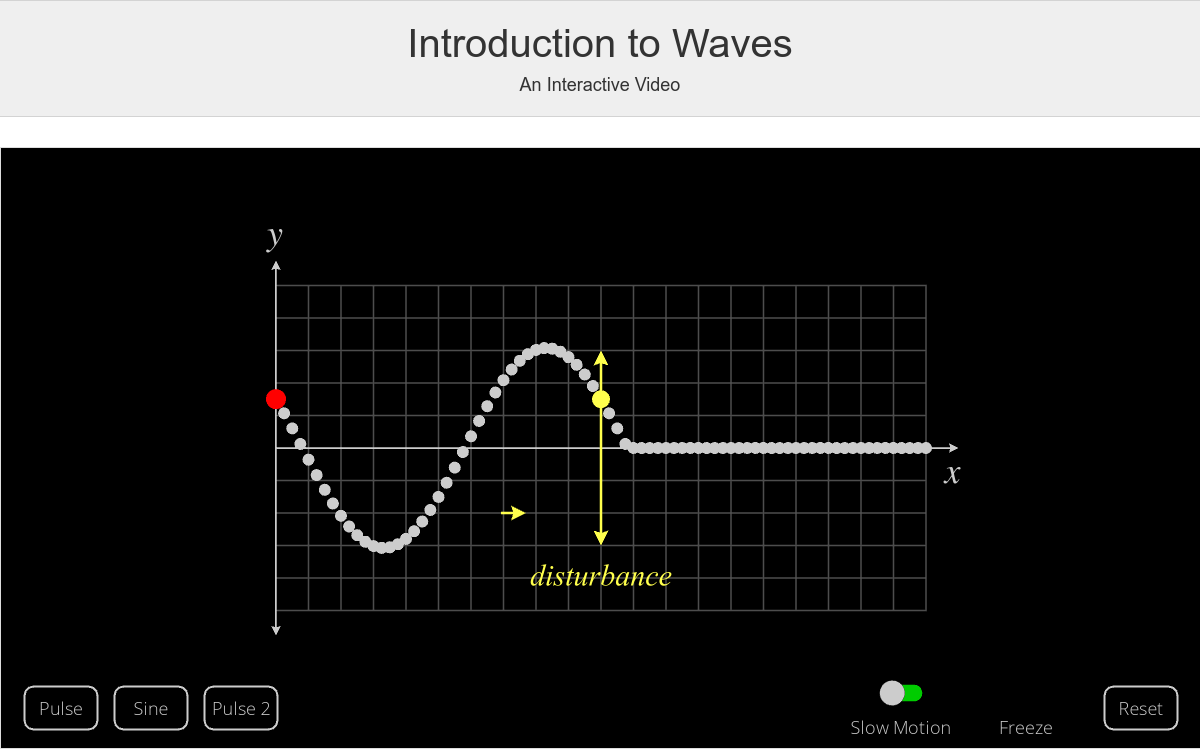 Introduction to Waves
An Interactive Video
y
x
disturbance
Pulse
Sine
Pulse 2
Slow Motion
Freeze
Reset